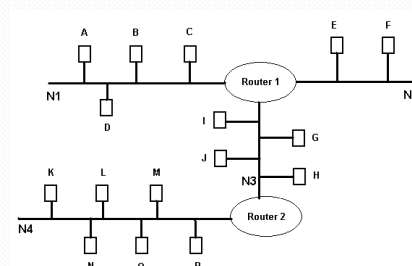 A B C E F
Router 1
N1 N
D
I
G
J
H
N3
K L M
Router 2
N4
N O P